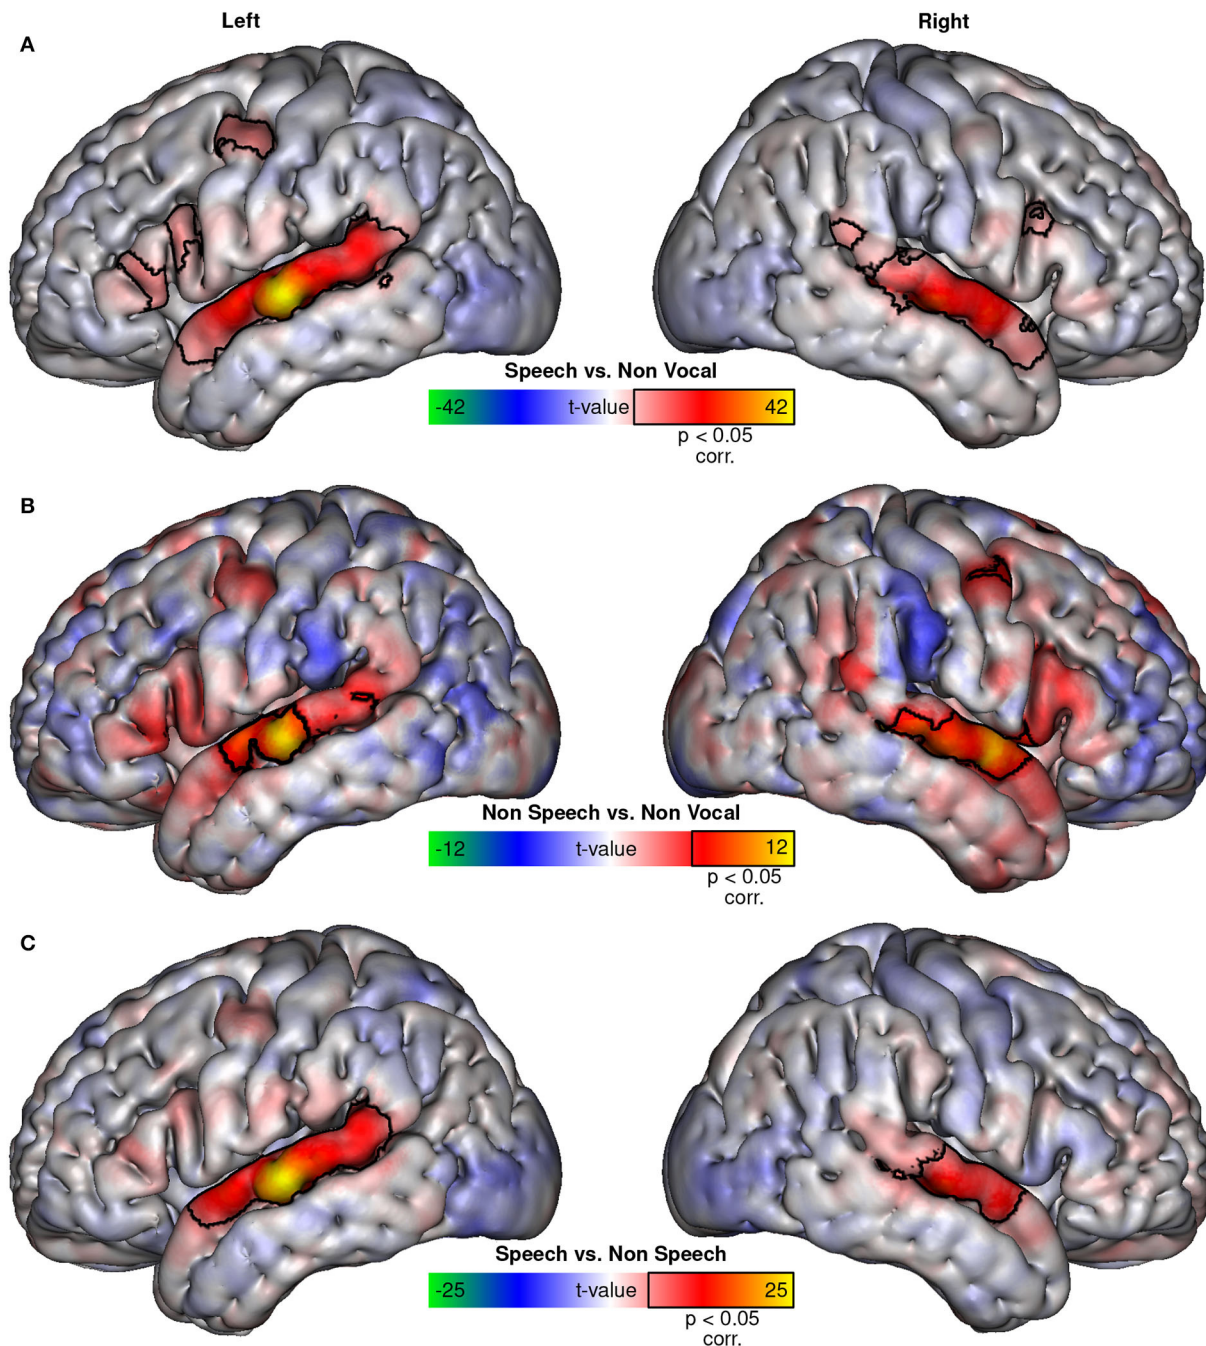 Left
Right
A
Speech vs. Non Vocal
-42 t-value 42
p < 0.05
corr.
B
Non Speech vs. Non Vocal
-12 t-value 12
p < 0.05
corr.
C
Speech vs. Non Speech
-25 t-value 25
p < 0.05
corr.